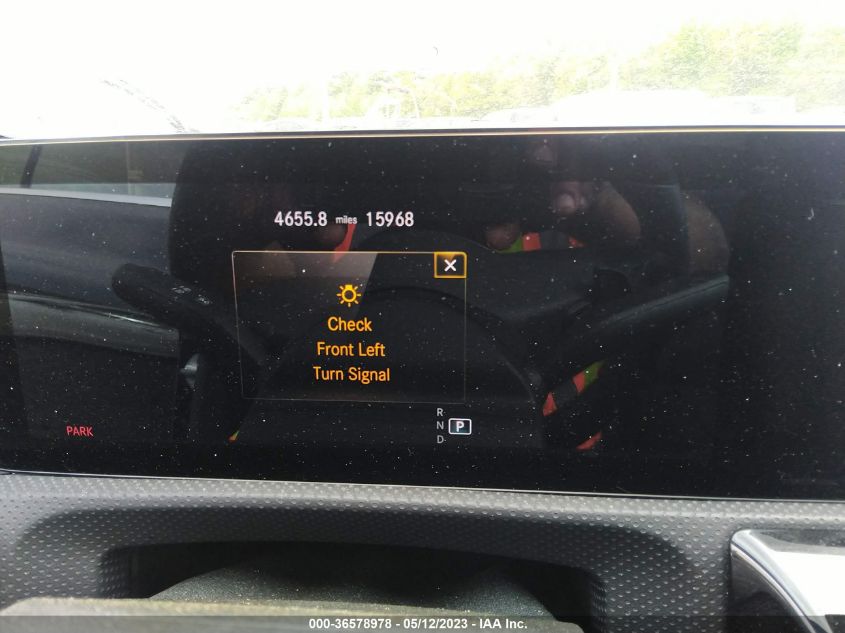 4655.8 miles 15968
Check
Front Left
Turn Signal
PARK
R
N P
D
000-36578978 - 05/12/2023 - IAA Inc.